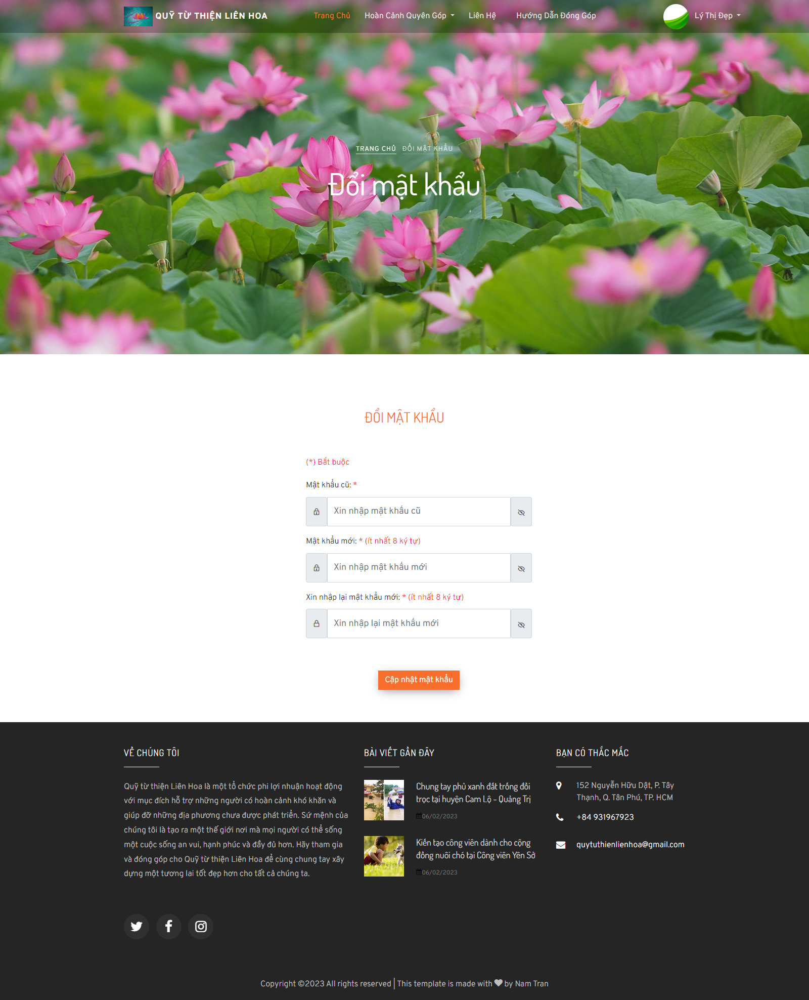 QUỸ TỪ THIỆN LIÊN HOA
Trang Chủ
Hoàn Cảnh Quyên Góp
Liên Hệ
Hướng Dẫn Đóng Góp
Lý Thị Đẹp
TRANG CHỦ ĐỔI MẬT KHẨU
Đổi mật khẩu
ĐỔI MẬT KHẨU
(*) Bắt buộc
Mật khẩu cũ: *
Xin nhập mật khẩu cũ
Mật khẩu mới: * (ít nhất 8 ký tự)
Xin nhập mật khẩu mới
Xin nhập lại mật khẩu mới: * (ít nhất 8 ký tự)
Xin nhập lại mật khẩu mới
Cập nhật mật khẩu
VỀ CHÚNG TÔI
Quỹ từ thiện Liên Hoa là một tổ chức phi lợi nhuận hoạt động
với mục đích hỗ trợ những người có hoàn cảnh khó khăn và
giúp đỡ những địa phương chưa được phát triển. Sứ mệnh của
chúng tôi là tạo ra một thế giới nơi mà mọi người có thể sống
một cuộc sống an vui, hạnh phúc và đầy đủ hơn. Hãy tham gia
và đóng góp cho Quỹ từ thiện Liên Hoa để cùng chung tay xây
dựng một tương lai tốt đẹp hơn cho tất cả chúng ta.
BÀI VIẾT GẦN ĐÂY
Chung tay phủ xanh đất trống đồi
trọc tại huyện Cam Lộ - Quảng Trị
06/02/2023
Kiến tạo công viên dành cho cộng
đồng nuôi chó tại Công viên Yên Sở
06/02/2023
BẠN CÓ THẮC MẮC
152 Nguyễn Hữu Dật, P. Tây
Thạnh, Q. Tân Phú, TP. HCM
+84 931967923
quytuthienlienhoa@gmail.com
Copyright ©2023 All rights reserved | This template is made with ♥ by Nam Tran